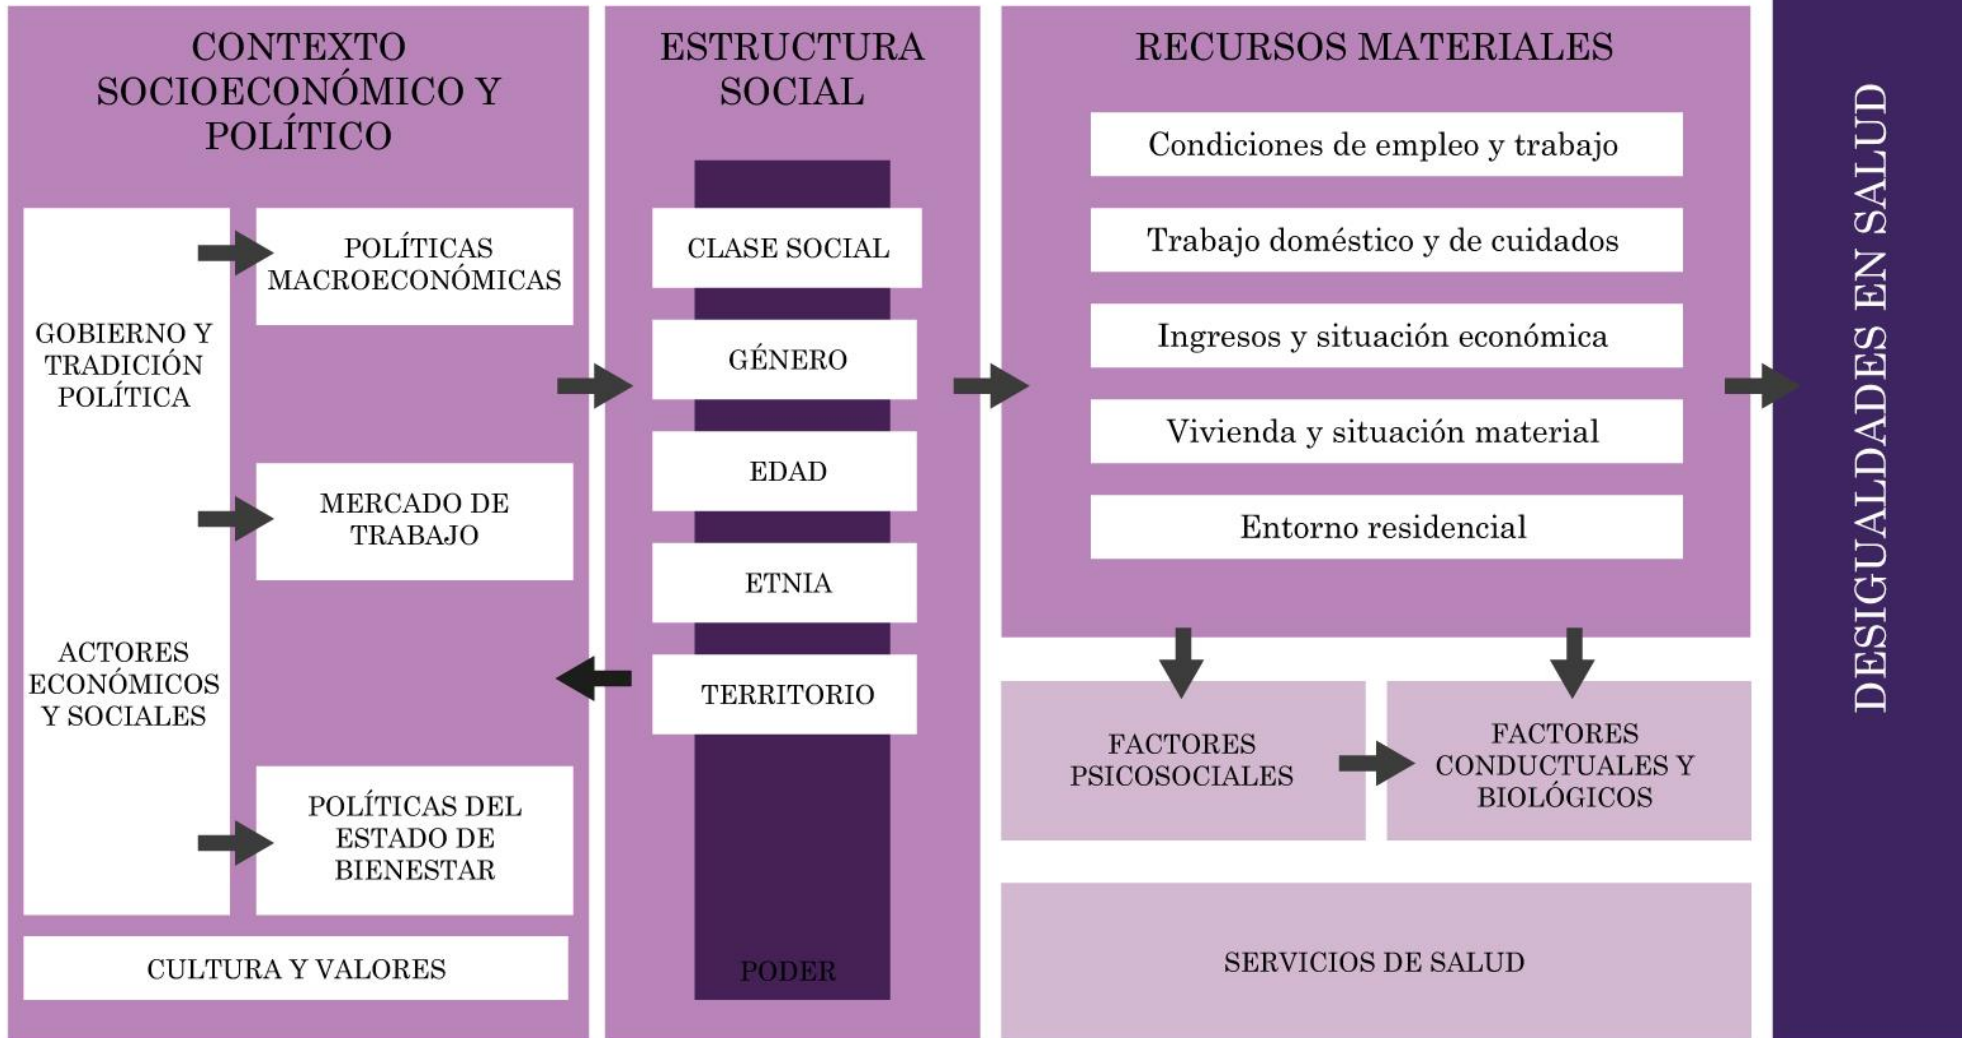 CONTEXTO
SOCIOECONÓMICO Y
POLÍTICO
GOBIERNO Y
TRADICIÓN
POLÍTICA
ACTORES
ECONÓMICOS
Y SOCIALES
POLÍTICAS
MACROECONÓMICAS
MERCADO DE
TRABAJO
POLÍTICAS DEL
ESTADO DE
BIENESTAR
CULTURA Y VALORES
ESTRUCTURA
SOCIAL
CLASE SOCIAL
GÉNERO
EDAD
ETNIA
TERRITORIO
PODER
RECURSOS MATERIALES
Condiciones de empleo y trabajo
Trabajo doméstico y de cuidados
Ingresos y situación económica
Vivienda y situación material
Entorno residencial
FACTORES
PSICOSOCIALES
FACTORES
CONDUCTUALES Y
BIOLÓGICOS
SERVICIOS DE SALUD
DESIGUALDADES EN SALUD